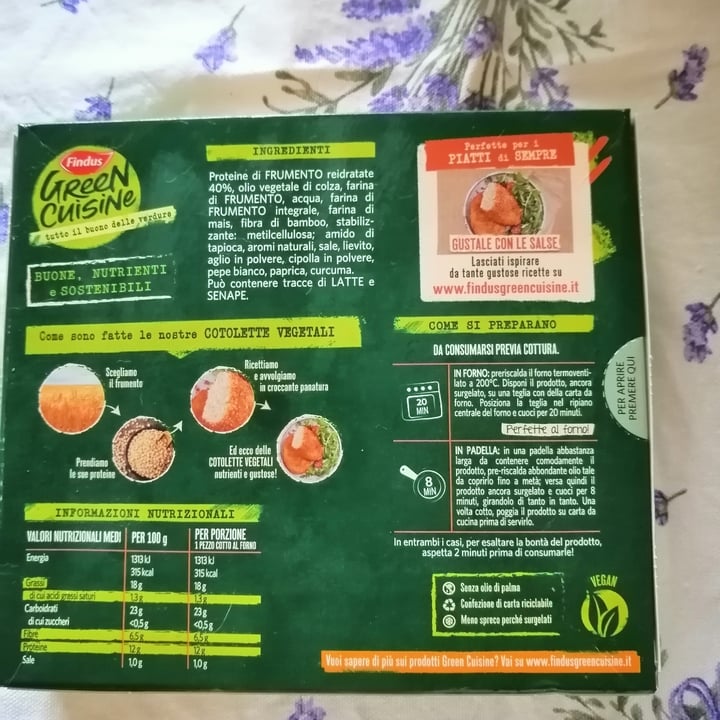 Findus
GREEN
CUISINE
tutto il buono delle verdure
BUONE, NUTRIENTI
e SOSTENIBILI
INGREDIENTI
Proteine di FRUMENTO reidratate
40%, olio vegetale di colza, farina
di FRUMENTO, acqua, farina di
FRUMENTO integrale, farina di
mais, fibra di bamboo, stabiliz-
zante: metilcellulosa; amido di
tapioca, aromi naturali, sale, lievito,
aglio in polvere, cipolla in polvere,
pepe bianco, paprica, curcuma.
Può contenere tracce di LATTE e
SENAPE.
Perfette per i
PIATTI di SEMPRE
GUSTALE CON LE SALSE
Lasciati ispirare
da tante gustose ricette su
www.findusgreencuisine.it
Come sono fatte le nostre COTOLETTE VEGETALI
Scegliamo
il frumento
Prendiamo
le sue proteine
Ricettiamo
e avvolgiamo
in croccante panatura
Ed ecco delle
COTOLETTE VEGETALI
nutrienti e gustose!
COME SI PREPARANO
DA CONSUMARSI PREVIA COTTURA.
20
MIN
IN FORNO: preriscalda il forno termoventi-
lato a 200°C. Disponi il prodotto, ancora
surgelato, su una teglia con della carta da
forno. Posiziona la teglia nel ripiano
centrale del forno e cuoci per 20 minuti.
Perfette al forno!
8
MIN
IN PADELLA: in una padella abbastanza
larga da contenere comodamente il
prodotto, pre-riscalda abbondante olio tale
da coprirlo fino a metà; versa quindi il
prodotto ancora surgelato e cuoci per 8
minuti, girandolo di tanto in tanto. Una
volta cotto, poggia il prodotto su carta da
cucina prima di servirlo.
In entrambi i casi, per esaltare la bontà del prodotto,
aspetta 2 minuti prima di consumarle!
PER APRIRE
PREMERE QUI
INFORMAZIONI NUTRIZIONALI
VALORI NUTRIZIONALI MEDI PER 100 g PER PORZIONE
1 PEZZO COTTO AL FORNO
Energia 1313 kJ 1313 kJ
315 kcal 315 kcal
Grassi 18 g 18 g
di cui acidi grassi saturi 1,3 g 1,3 g
Carboidrati 23 g 23 g
di cui zuccheri <0,5 g <0,5 g
Fibre 6,5 g 6,5 g
Proteine 12 g 12 g
Sale 1,0 g 1,0 g
Senza olio di palma
Confezione di carta riciclabile
Meno spreco perché surgelati
VEGAN
Vuoi sapere di più sui prodotti Green Cuisine? Vai su www.findusgreencuisine.it